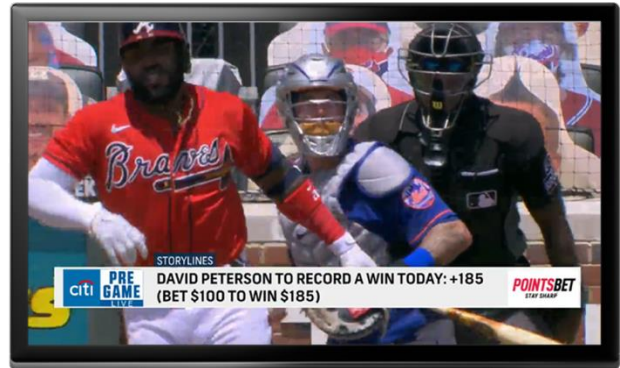 Braves
STORYLINES
citi
PRE
GAME
LIVE
DAVID PETERSON TO RECORD A WIN TODAY: +185
(BET $100 TO WIN $185)
POINTSBET
STAY SHARP